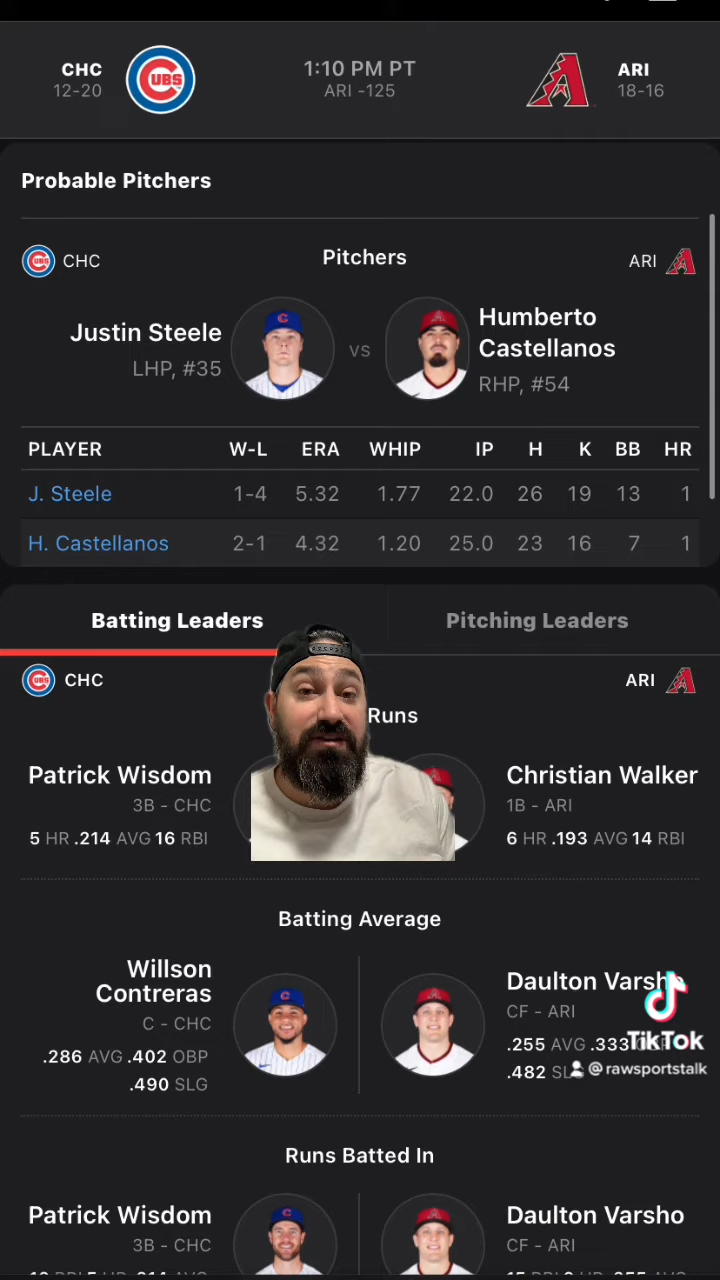 CHC
12-20
CUBS
1:10 PM PT
ARI -125
ARI
18-16
Probable Pitchers
CHC
Pitchers
ARI
Justin Steele
LHP, #35
vs
Humberto
Castellanos
RHP, #54
PLAYER W-L ERA WHIP IP H K BB HR
J. Steele 1-4 5.32 1.77 22.0 26 19 13 1
H. Castellanos 2-1 4.32 1.20 25.0 23 16 7 1
Batting Leaders
Pitching Leaders
CHC
Runs
ARI
Patrick Wisdom
3B - CHC
5 HR .214 AVG 16 RBI
Christian Walker
1B - ARI
6 HR .193 AVG 14 RBI
Batting Average
Willson
Contreras
C - CHC
.286 AVG .402 OBP
.490 SLG
Daulton Varsho
CF - ARI
.255 AVG .333
.482 SLG
TikTok
@rawsportstalk
Runs Batted In
Patrick Wisdom
3B - CHC
Daulton Varsho
CF - ARI